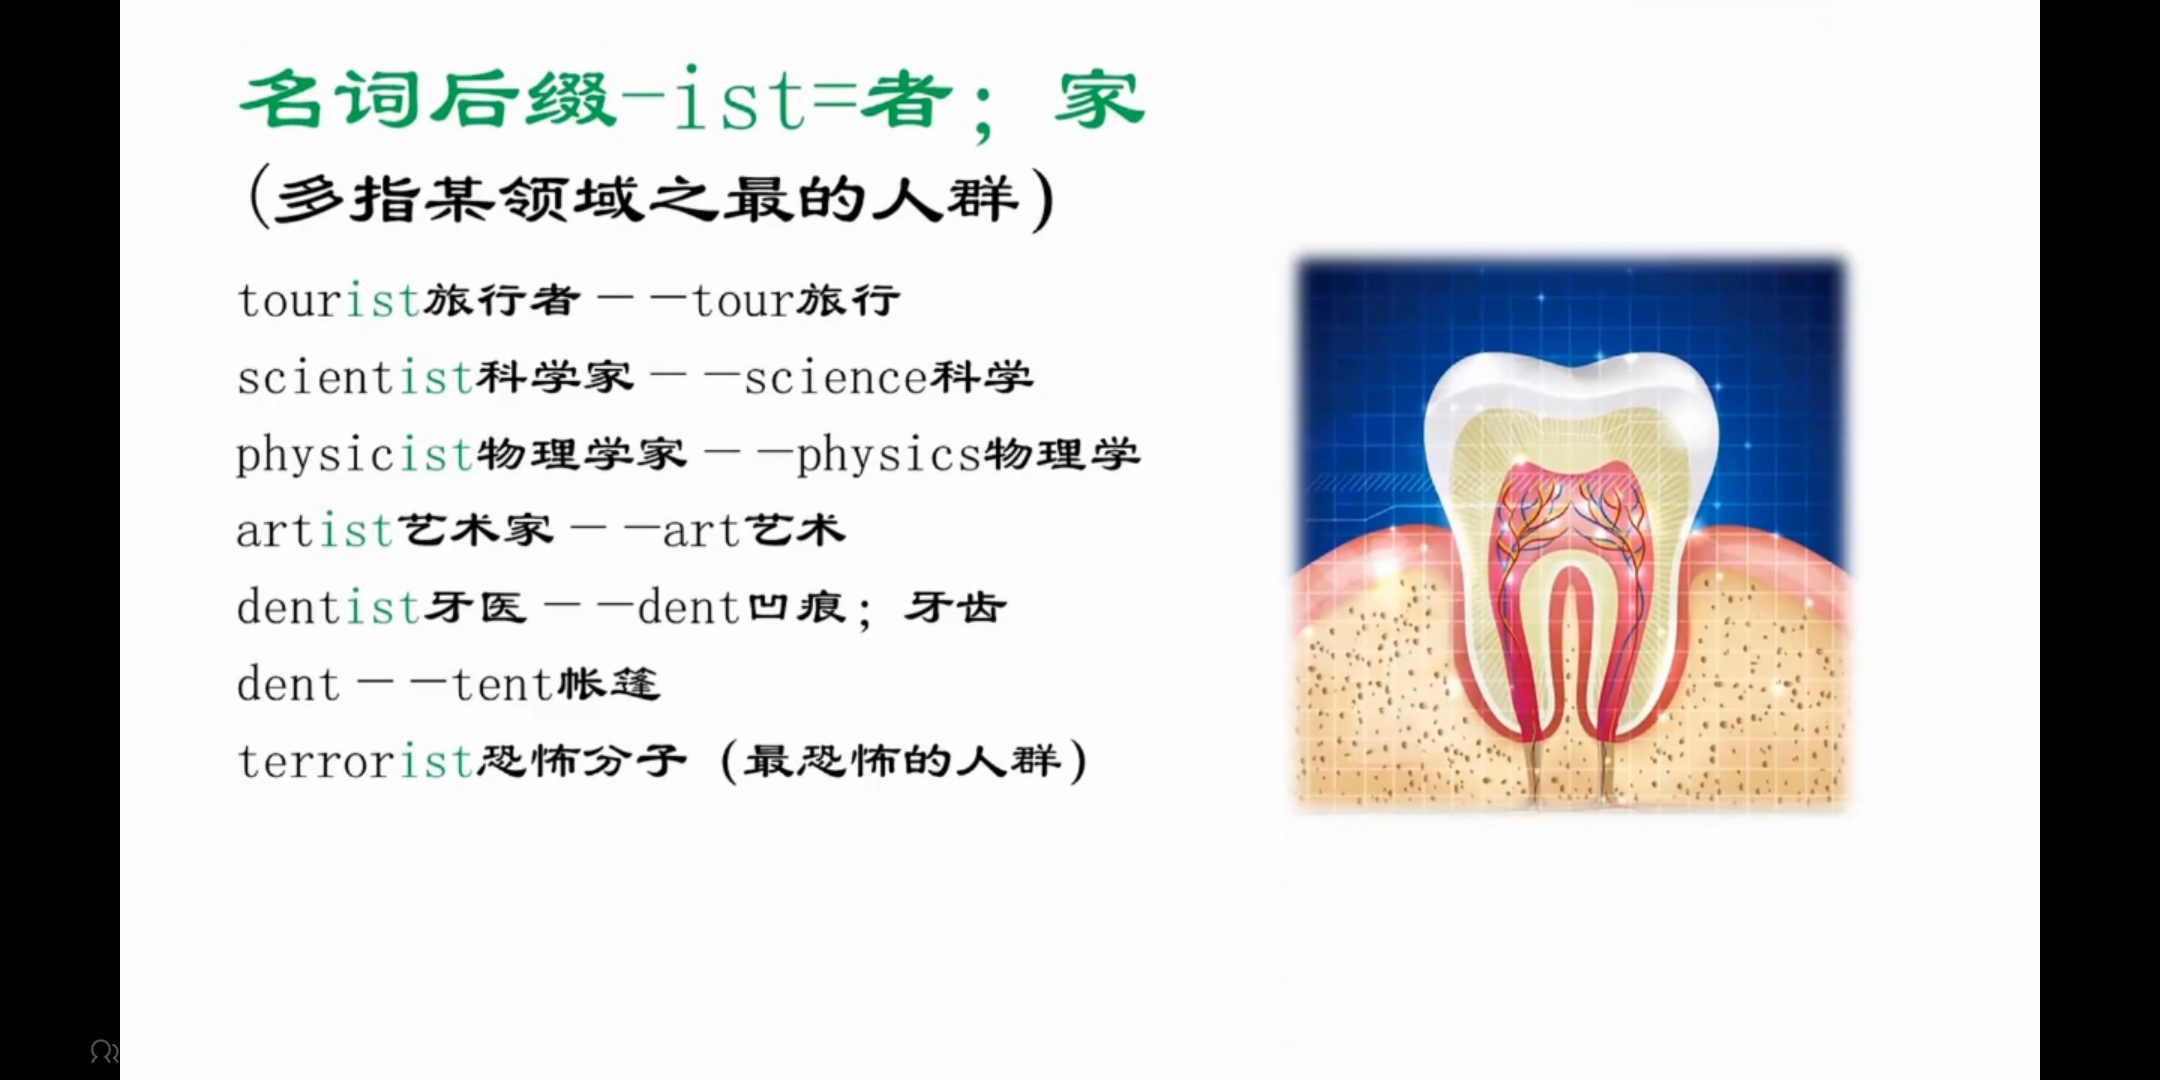 名词后缀-ist=者；家
(多指某领域之最的人群)
tourist旅行者－－tour旅行
scientist科学家－－science科学
physicist物理学家－－physics物理学
artist艺术家－－art艺术
dentist牙医－－dent凹痕；牙齿
dent－－tent帐篷
terrorist恐怖分子（最恐怖的人群）